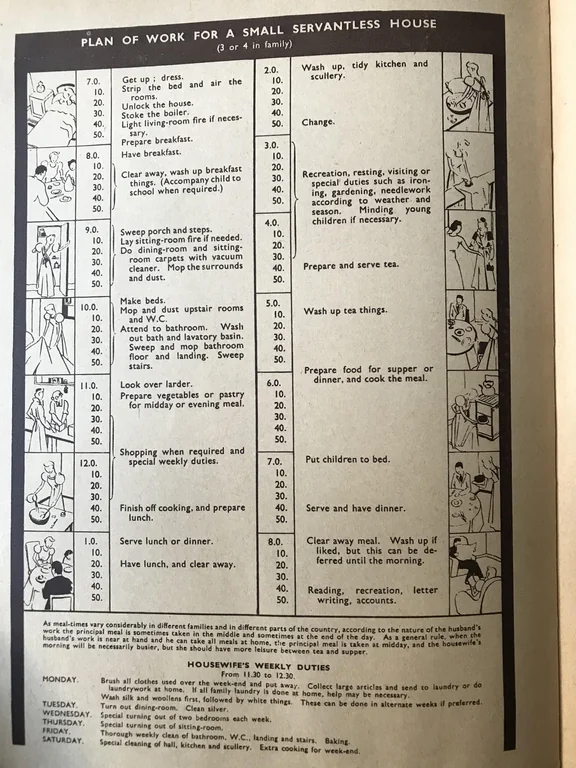 PLAN OF WORK FOR A SMALL SERVANTLESS HOUSE
(3 or 4 in family)
7.0. Get up ; dress.
10. Strip the bed and air the
rooms.
20. Unlock the house.
30. Stoke the boiler.
40. Light living-room fire if neces-
50. sary.
Prepare breakfast.
8.0. Have breakfast.
10.
20. Clear away, wash up breakfast
30. things. (Accompany child to
40. school when required.)
50.
9.0. Sweep porch and steps.
10. Lay sitting-room fire if needed.
20. Do dining-room and sitting-
30. room carpets with vacuum
40. cleaner. Mop the surrounds
50. and dust.
10.0. Make beds.
Mop and dust upstair rooms
10. and W.C.
20. Attend to bathroom. Wash
30. out bath and lavatory basin.
40. Sweep and mop bathroom
floor and landing. Sweep
50. stairs.
11.0. Look over larder.
10. Prepare vegetables or pastry
20. for midday or evening meal.
30.
40.
50.
Shopping when required and
12.0. special weekly duties.
10.
20.
30.
40. Finish off cooking, and prepare
50. lunch.
1.0. Serve lunch or dinner.
10.
20. Have lunch, and clear away.
30.
40.
50.
2.0. Wash up, tidy kitchen and
10. scullery.
20.
30.
40.
50. Change.
3.0.
10.
20. Recreation, resting, visiting or
30. special duties such as iron-
40. ing, gardening, needlework
50. according to weather and
season. Minding young
4.0. children if necessary.
10.
20.
30.
40. Prepare and serve tea.
50.
5.0. Wash up tea things.
10.
20.
30.
40.
50. Prepare food for supper or
6.0. dinner, and cook the meal.
10.
20.
30.
40.
50.
7.0. Put children to bed.
10.
20.
30.
40. Serve and have dinner.
50.
8.0. Clear away meal. Wash up if
10. liked, but this can be de-
20. ferred until the morning.
30.
40. Reading, recreation, letter
50. writing, accounts.
As meal-times vary considerably in different families and in different parts of the country, according to the nature of the husband's
work the principal meal is sometimes taken in the middle and sometimes at the end of the day. As a general rule, when the
husband's work is near at hand and he can take all meals at home, the principal meal is taken at midday, and the housewife's
morning will be necessarily busier, but she should have more leisure between tea and supper.
HOUSEWIFE'S WEEKLY DUTIES
From 11.30 to 12.30.
MONDAY. Brush all clothes used over the week-end and put away. Collect large articles and send to laundry or do
laundrywork at home. If all family laundry is done at home, help may be necessary.
Wash silk and woollens first, followed by white things. These can be done in alternate weeks if preferred.
TUESDAY. Turn out dining-room. Clean silver.
WEDNESDAY. Special turning out of two bedrooms each week.
THURSDAY. Special turning out of sitting-room.
FRIDAY. Thorough weekly clean of bathroom, W.C., landing and stairs. Baking.
SATURDAY. Special cleaning of hall, kitchen and scullery. Extra cooking for week-end.